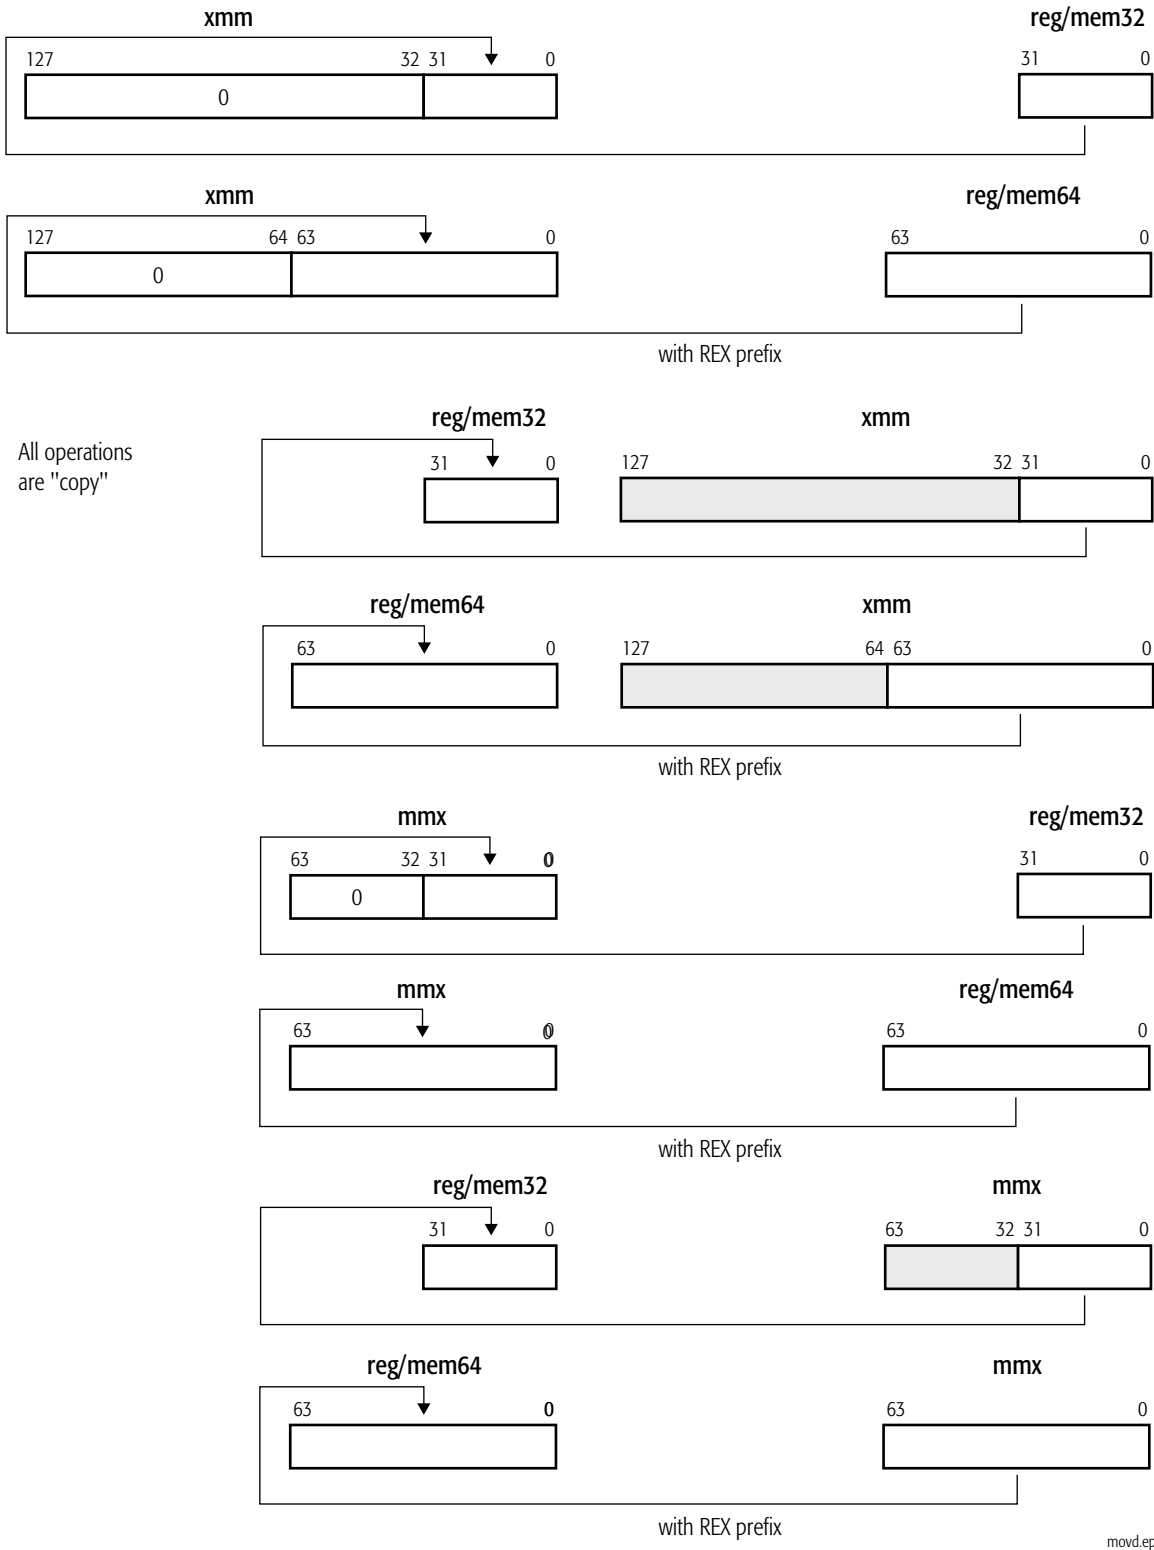 xmm reg/mem32
127 32 31 0 31 0
0
xmm reg/mem64
127 64 63 0 63 0
0
with REX prefix
reg/mem32 xmm
All operations
are "copy"
31 0 127 32 31 0
reg/mem64 xmm
63 0 127 64 63 0
with REX prefix
mmx reg/mem32
63 32 31 0 31 0
0
mmx reg/mem64
63 0 63 0
with REX prefix
reg/mem32 mmx
31 0 63 32 31 0
reg/mem64 mmx
63 0 63 0
with REX prefix
movd.ep